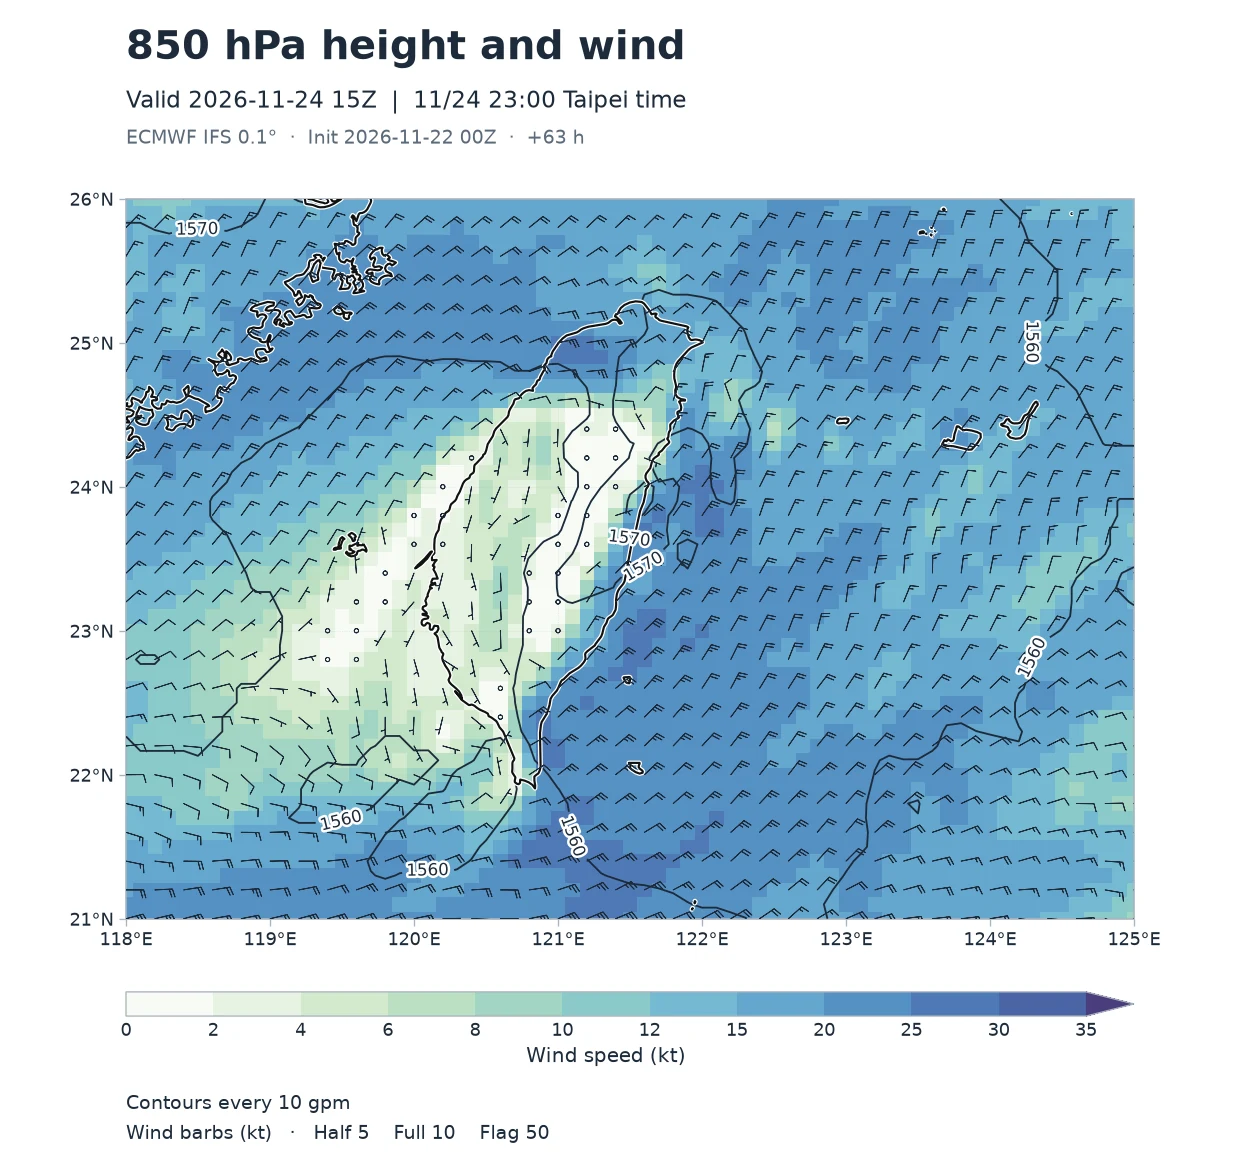 850 hPa height and wind
Valid 2026-11-24 15Z | 11/24 23:00 Taipei time
ECMWF IFS 0.1° · Init 2026-11-22 00Z · +63 h
26°N
1570
25°N
1560
24°N
1570
1570
23°N
1560
22°N
1560
1560
1560
21°N
118°E 119°E 120°E 121°E 122°E 123°E 124°E 125°E
0 2 4 6 8 10 12 15 20 25 30 35
Wind speed (kt)
Contours every 10 gpm
Wind barbs (kt) · Half 5 Full 10 Flag 50